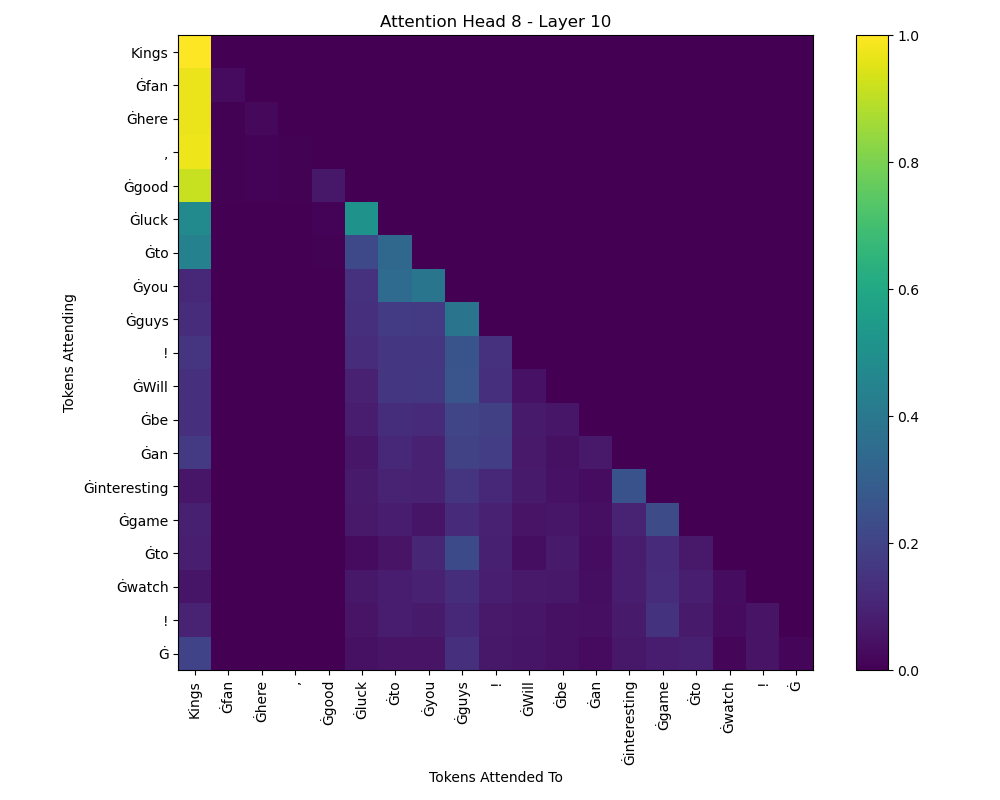 Attention Head 8 - Layer 10
Tokens Attending
Kings
Ġfan
Ġhere
,
Ġgood
Ġluck
Ġto
Ġyou
Ġguys
!
ĠWill
Ġbe
Ġan
Ġinteresting
Ġgame
Ġto
Ġwatch
!
Ġ
Kings
Ġfan
Ġhere
,
Ġgood
Ġluck
Ġto
Ġyou
Ġguys
!
ĠWill
Ġbe
Ġan
Ġinteresting
Ġgame
Ġto
Ġwatch
!
Ġ
Tokens Attended To
1.0
0.8
0.6
0.4
0.2
0.0